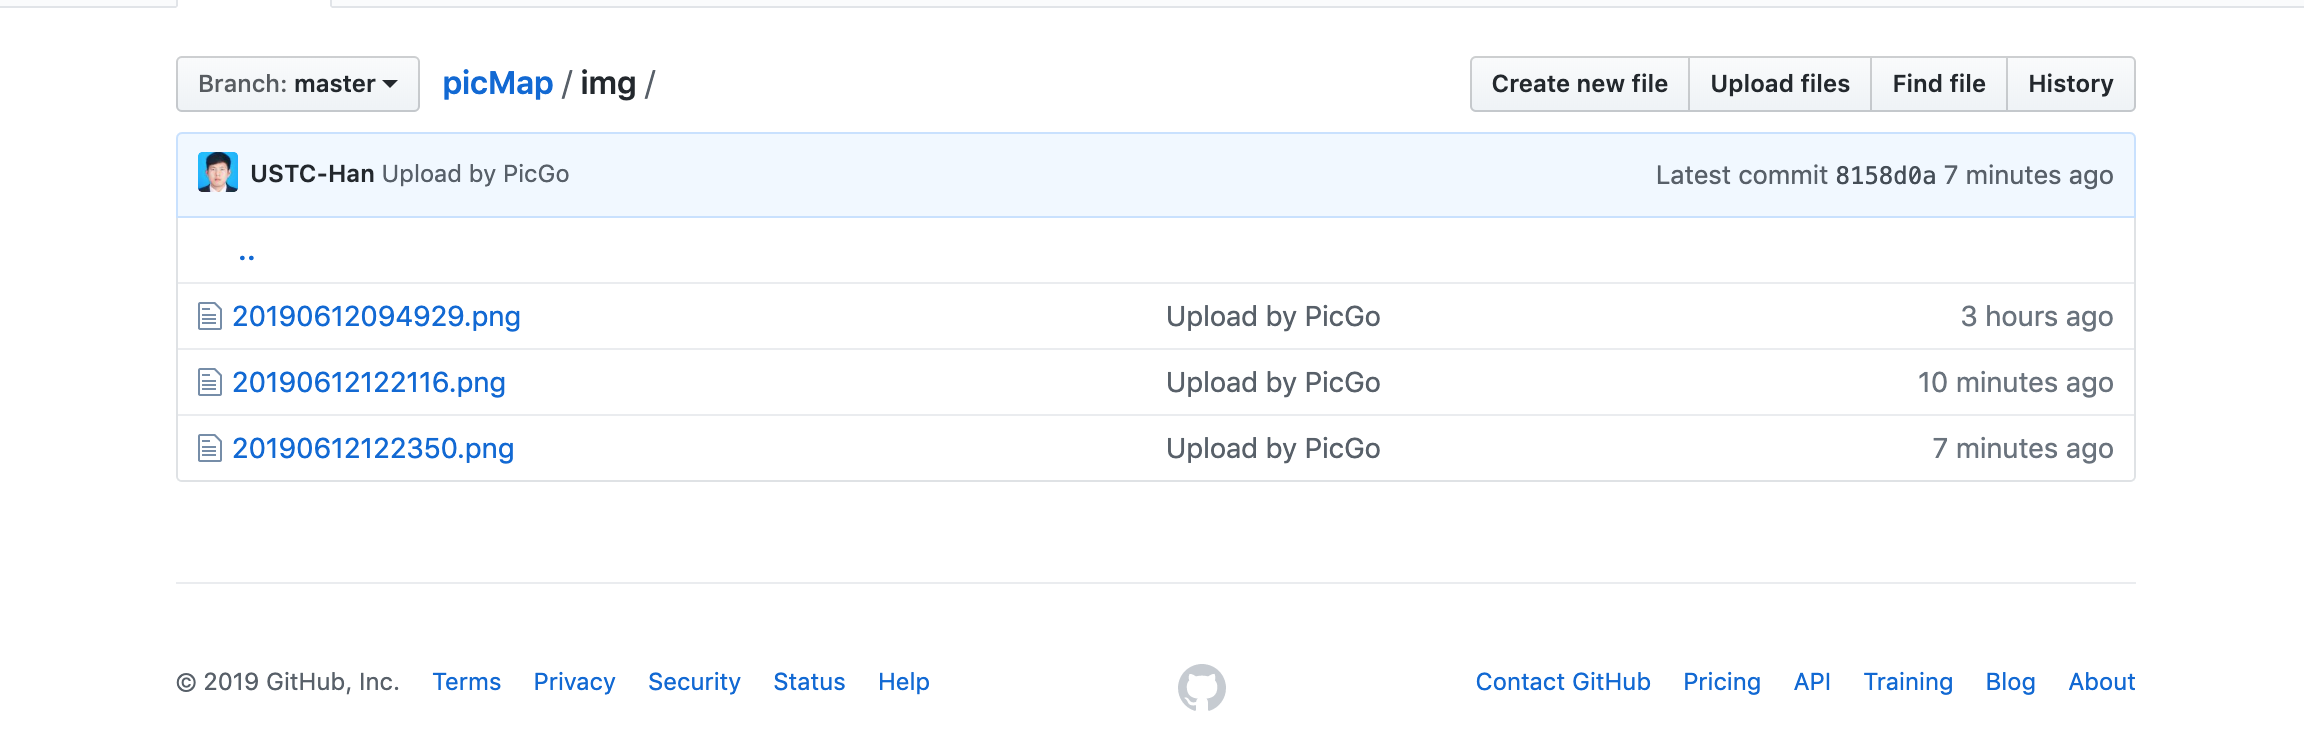 Branch: master picMap / img / Create new file Upload files Find file History
USTC-Han Upload by PicGo Latest commit 8158d0a 7 minutes ago
..
20190612094929.png Upload by PicGo 3 hours ago
20190612122116.png Upload by PicGo 10 minutes ago
20190612122350.png Upload by PicGo 7 minutes ago
© 2019 GitHub, Inc. Terms Privacy Security Status Help Contact GitHub Pricing API Training Blog About